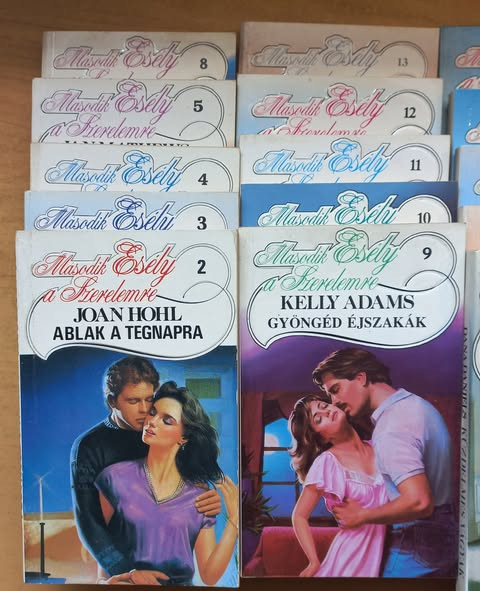 Második Esély
8
Második Esély
a Szerelemre
5
Második Esély
4
Második Esély
3
Második Esély
a Szerelemre
2
JOAN HOHL
ABLAK A TEGNAPRA
Második Esély
13
Második Esély
a Szerelemre
12
Második Esély
11
Második Esély
10
Második Esély
a Szerelemre
9
KELLY ADAMS
GYÖNGÉD ÉJSZAKÁK